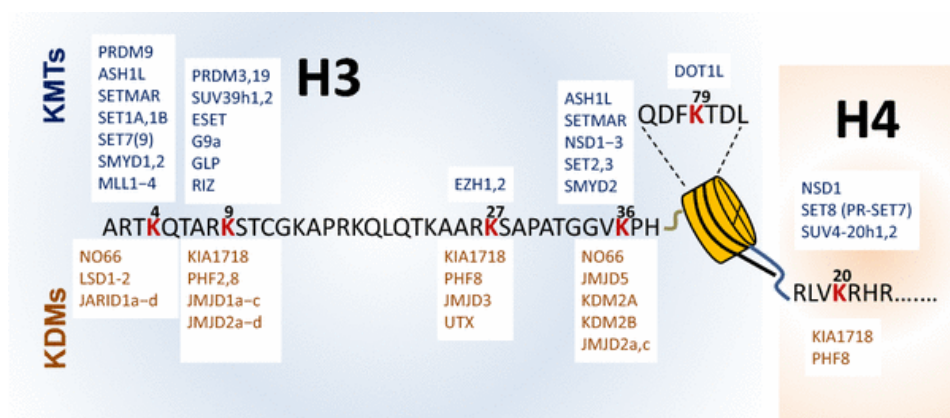 KMTs
H3
PRDM9
ASH1L
SETMAR
SET1A,1B
SET7(9)
SMYD1,2
MLL1–4
PRDM3,19
SUV39h1,2
ESET
G9a
GLP
RIZ
EZH1,2
ASH1L
SETMAR
NSD1–3
SET2,3
SMYD2
DOT1L
79
QDFKTDL
4 9 27 36
ARTKQTARKSTCGKAPRKQLQTKAARKSAPATGGVKPH
KDMs
NO66
LSD1-2
JARID1a–d
KIA1718
PHF2,8
JMJD1a–c
JMJD2a–d
KIA1718
PHF8
JMJD3
UTX
NO66
JMJD5
KDM2A
KDM2B
JMJD2a,c
H4
NSD1
SET8 (PR-SET7)
SUV4-20h1,2
20
RLVKRHR.......
KIA1718
PHF8